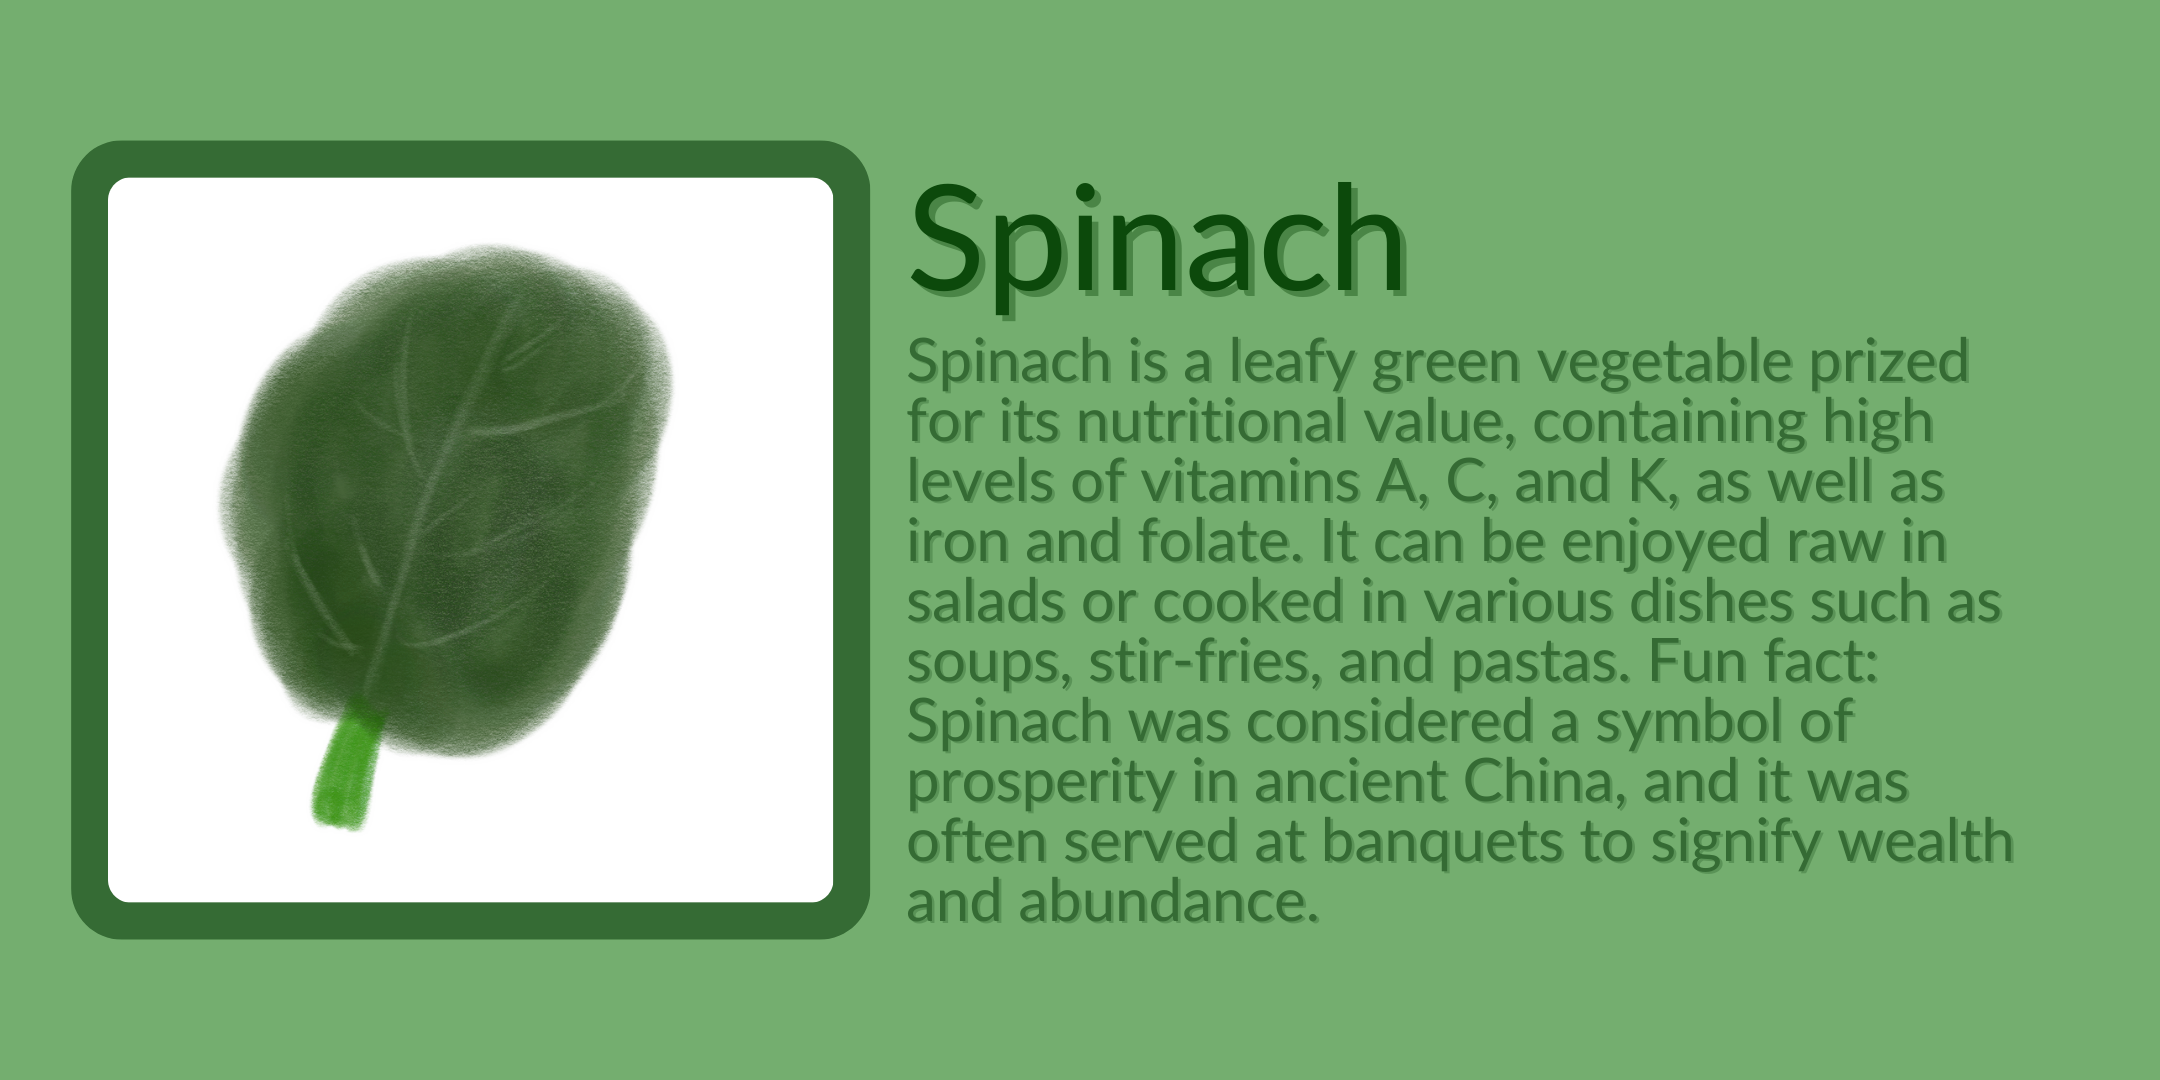 Spinach
Spinach is a leafy green vegetable prized
for its nutritional value, containing high
levels of vitamins A, C, and K, as well as
iron and folate. It can be enjoyed raw in
salads or cooked in various dishes such as
soups, stir-fries, and pastas. Fun fact:
Spinach was considered a symbol of
prosperity in ancient China, and it was
often served at banquets to signify wealth
and abundance.